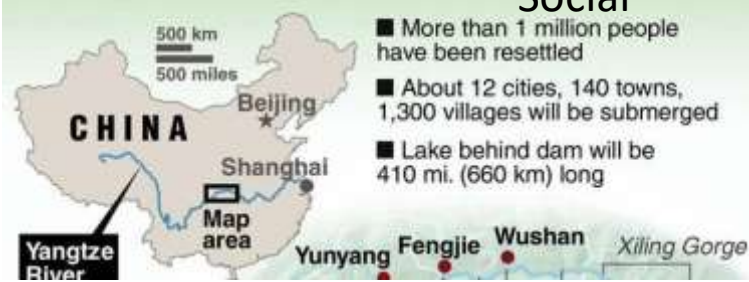 Social
500 km
500 miles
Beijing
CHINA
Shanghai
Map
area
Yangtze
River
■ More than 1 million people
have been resettled
■ About 12 cities, 140 towns,
1,300 villages will be submerged
■ Lake behind dam will be
410 mi. (660 km) long
Yunyang
Fengjie
Wushan
Xiling Gorge